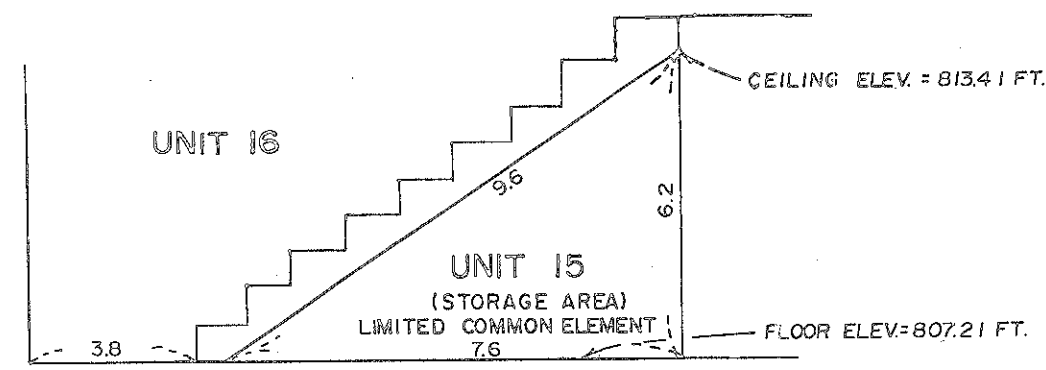 CEILING ELEV. = 813.41 FT.
UNIT 16
9.6
6.2
UNIT 15
(STORAGE AREA)
LIMITED COMMON ELEMENT
FLOOR ELEV.=807.21 FT.
3.8
7.6